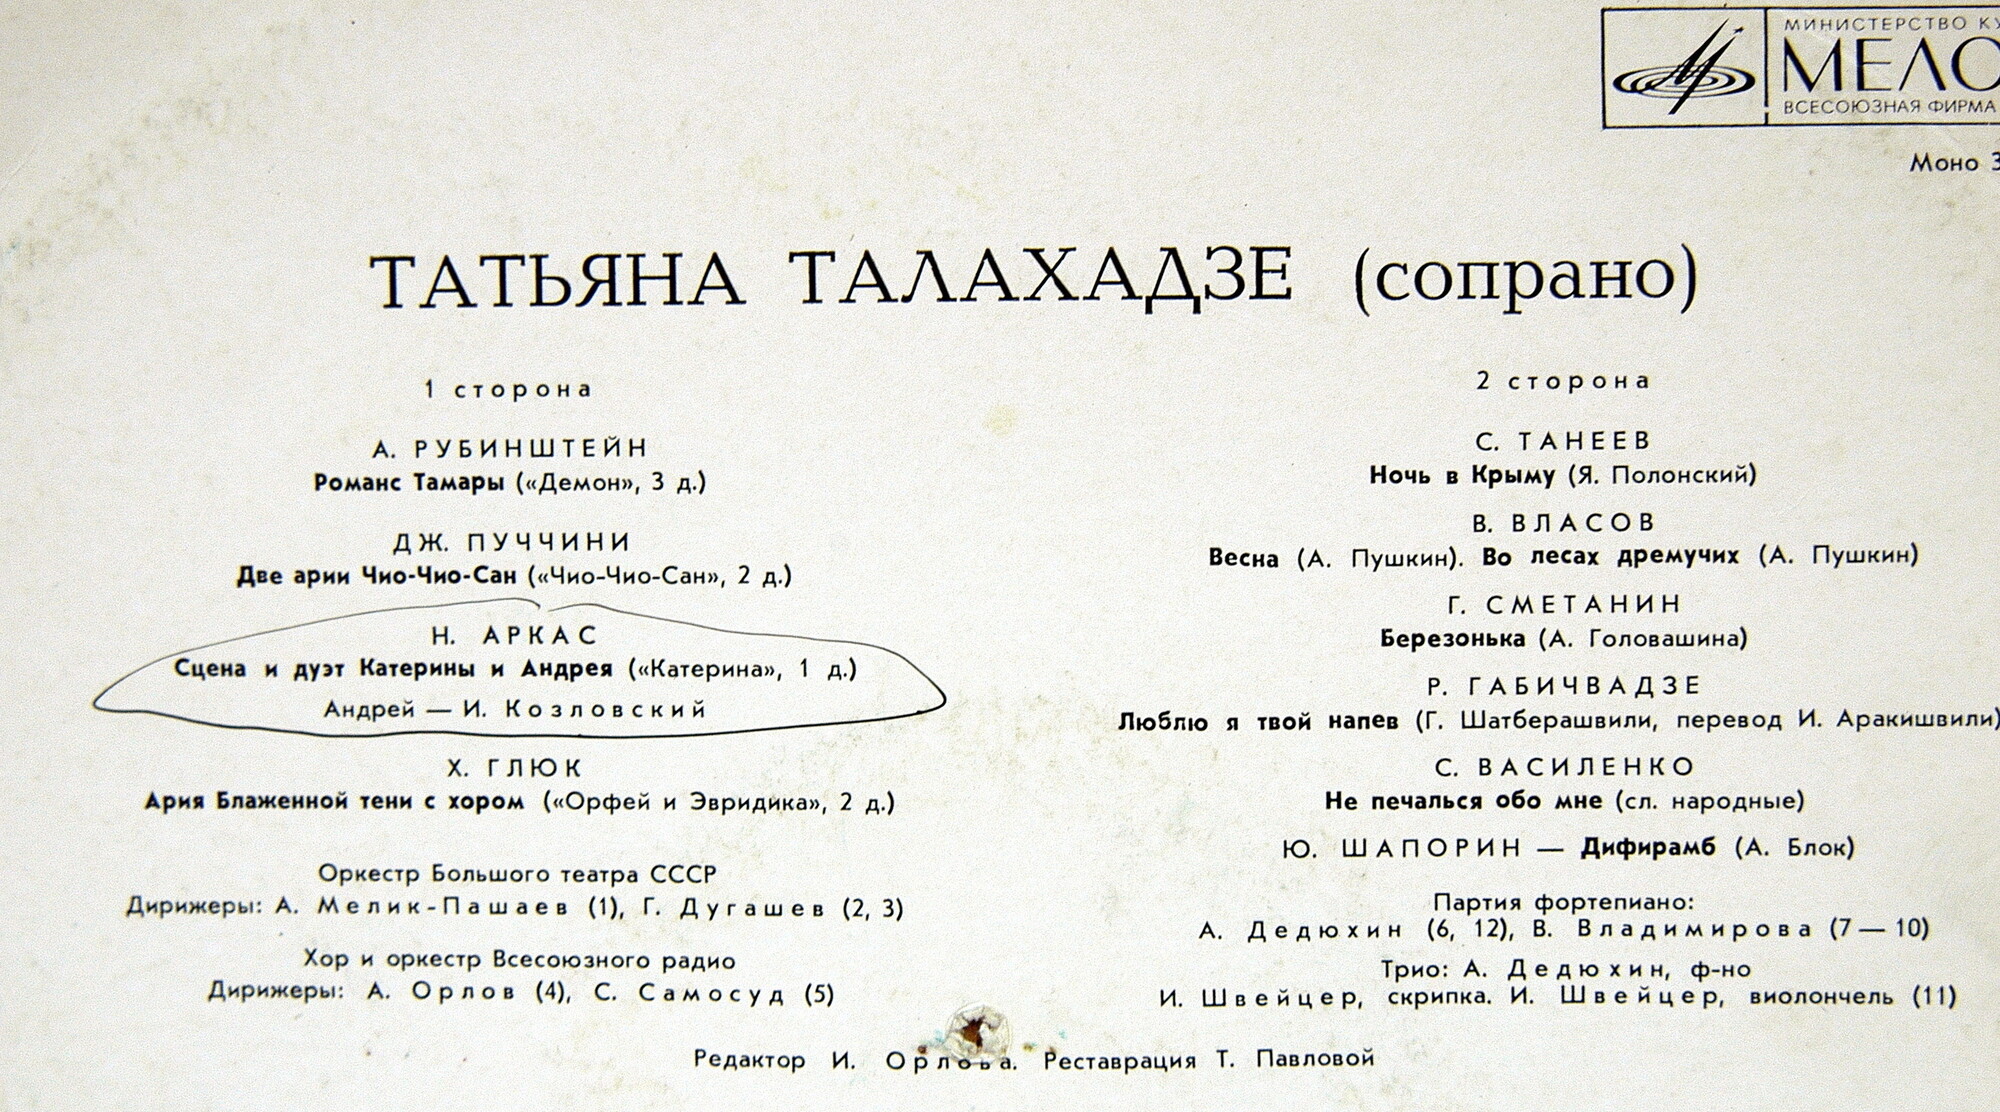 МИНИСТЕРСТВО
МЕЛО
ВСЕСОЮЗНАЯ ФИРМА
Моно
ТАТЬЯНА ТАЛАХАДЗЕ (сопрано)
1 сторона
А. РУБИНШТЕЙН
Романс Тамары («Демон», 3 д.)
ДЖ. ПУЧЧИНИ
Две арии Чио-Чио-Сан («Чио-Чио-Сан», 2 д.)
Н. АРКАС
Сцена и дуэт Катерины и Андрея («Катерина», 1 д.)
Андрей — И. Козловский
Х. ГЛЮК
Ария Блаженной тени с хором («Орфей и Эвридика», 2 д.)
Оркестр Большого театра СССР
Дирижеры: А. Мелик-Пашаев (1), Г. Дугашев (2, 3)
Хор и оркестр Всесоюзного радио
Дирижеры: А. Орлов (4), С. Самосуд (5)
2 сторона
С. ТАНЕЕВ
Ночь в Крыму (Я. Полонский)
В. ВЛАСОВ
Весна (А. Пушкин). Во лесах дремучих (А. Пушкин)
Г. СМЕТАНИН
Березонька (А. Головашина)
Р. ГАБИЧВАДЗЕ
Люблю я твой напев (Г. Шатберашвили, перевод И. Аракишвили)
С. ВАСИЛЕНКО
Не печалься обо мне (сл. народные)
Ю. ШАПОРИН — Дифирамб (А. Блок)
Партия фортепиано:
А. Дедюхин (6, 12), В. Владимирова (7 — 10)
Трио: А. Дедюхин, ф-но
И. Швейцер, скрипка. И. Швейцер, виолончель (11)
Редактор И. Орлова. Реставрация Т. Павловой